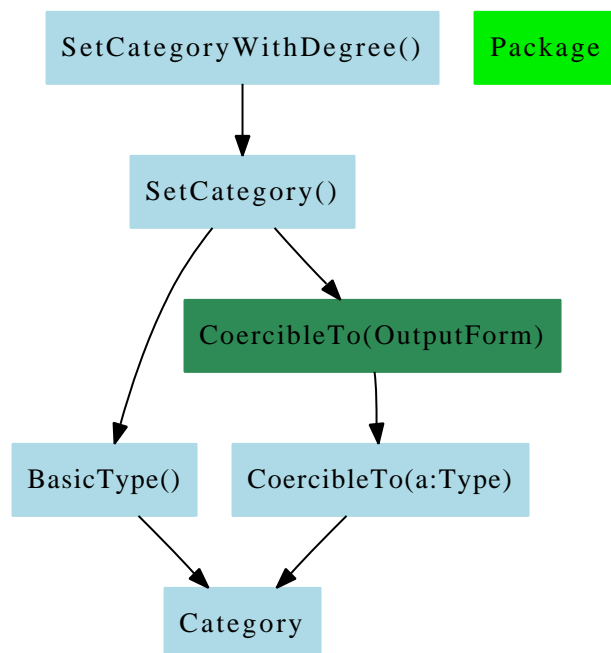 SetCategoryWithDegree()
Package
SetCategory()
CoercibleTo(OutputForm)
BasicType()
CoercibleTo(a:Type)
Category